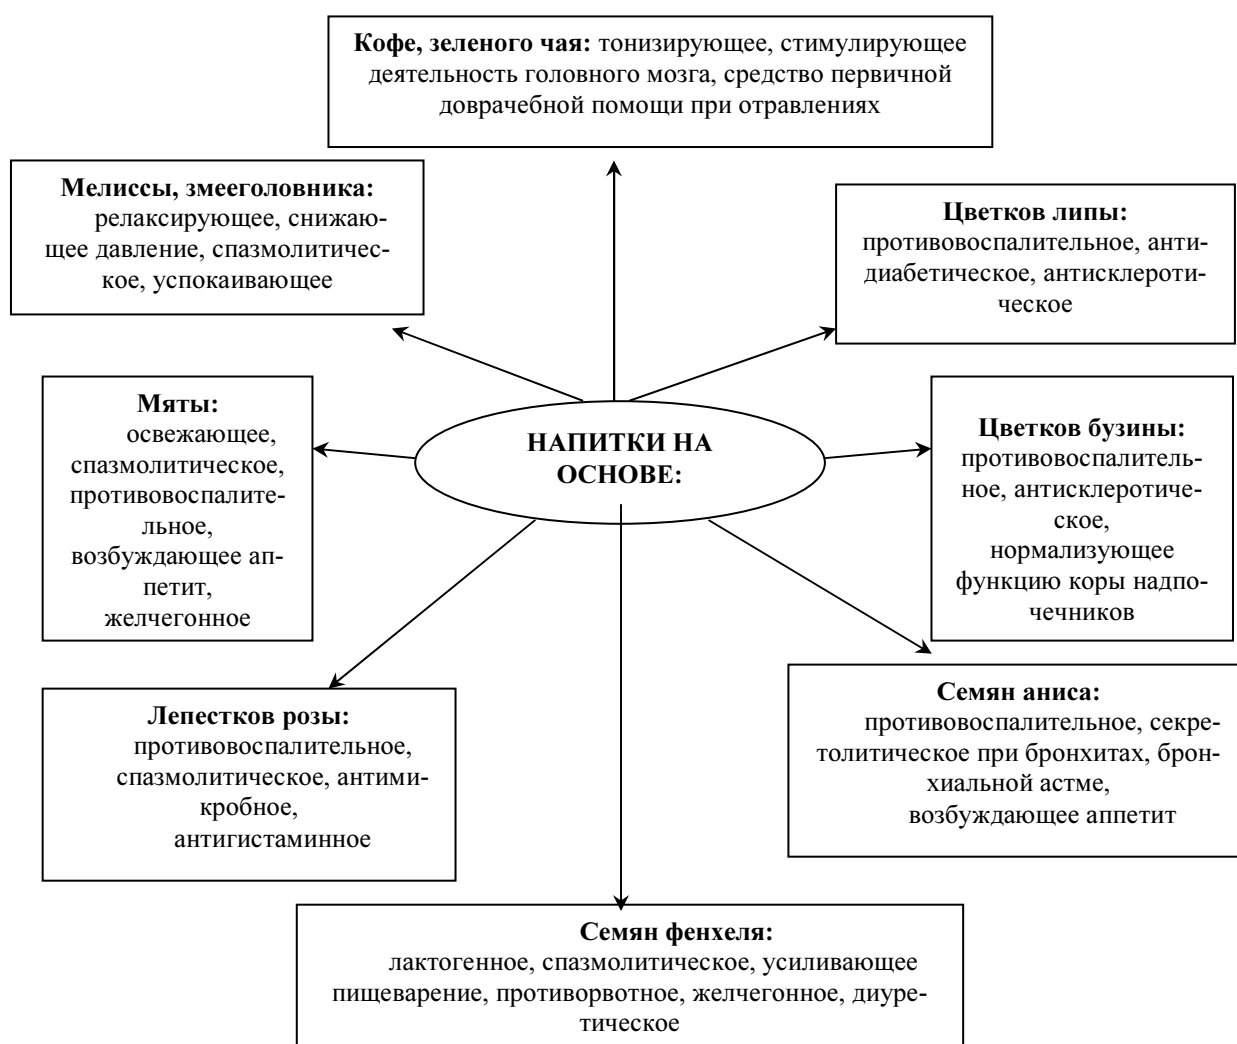 Кофе, зеленого чая: тонизирующее, стимулирующее
деятельность головного мозга, средство первичной
доврачебной помощи при отравлениях
Мелиссы, змееголовника:
релаксирующее, снижаю-
щее давление, спазмолитичес-
кое, успокаивающее
Цветков липы:
противовоспалительное, анти-
диабетическое, антисклероти-
ческое
Мяты:
освежающее,
спазмолитическое,
противовоспалите-
льное,
возбуждающее ап-
петит,
желчегонное
НАПИТКИ НА
ОСНОВЕ:
Цветков бузины:
противовоспалитель-
ное, антисклеротиче-
ское,
нормализующее
функцию коры надпо-
чечников
Лепестков розы:
противовоспалительное,
спазмолитическое, антими-
кробное,
антигистаминное
Семян аниса:
противовоспалительное, секре-
толитическое при бронхитах, брон-
хиальной астме,
возбуждающее аппетит
Семян фенхеля:
лактогенное, спазмолитическое, усиливающее
пищеварение, противорвотное, желчегонное, диуре-
тическое